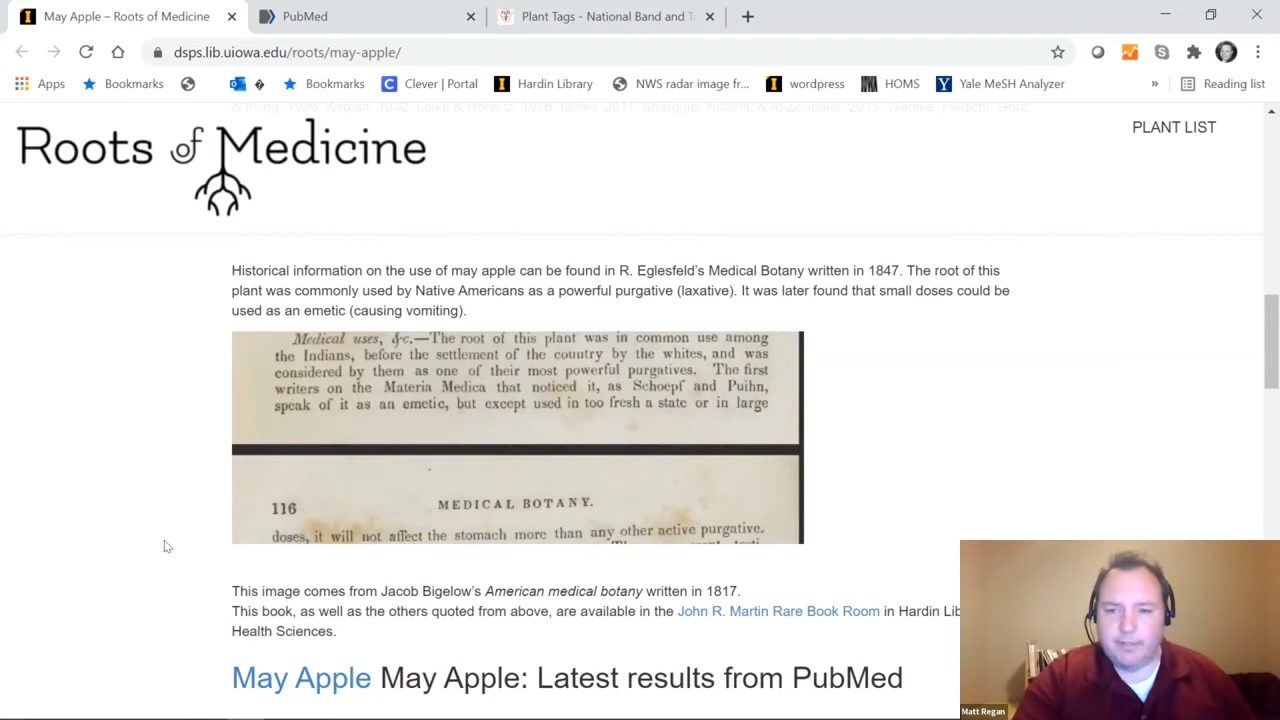 May Apple – Roots of Medicine
PubMed
Plant Tags - National Band and T
dsps.lib.uiowa.edu/roots/may-apple/
Apps
Bookmarks
Bookmarks
Clever | Portal
Hardin Library
NWS radar image fr...
wordpress
HOMS
Yale MeSH Analyzer
»
Reading list
Roots of Medicine
PLANT LIST
Historical information on the use of may apple can be found in R. Eglesfeld's Medical Botany written in 1847. The root of this
plant was commonly used by Native Americans as a powerful purgative (laxative). It was later found that small doses could be
used as an emetic (causing vomiting).
Medical uses, &c.—The root of this plant was in common use among
the Indians, before the settlement of the country by the whites, and was
considered by them as one of their most powerful purgatives. The first
writers on the Materia Medica that noticed it, as Schoepf and Puihn,
speak of it as an emetic, but except used in too fresh a state or in large
116 MEDICAL BOTANY.
doses, it will not affect the stomach more than any other active purgative.
This image comes from Jacob Bigelow's American medical botany written in 1817.
This book, as well as the others quoted from above, are available in the John R. Martin Rare Book Room in Hardin Lib
Health Sciences.
May Apple May Apple: Latest results from PubMed
Matt Regan